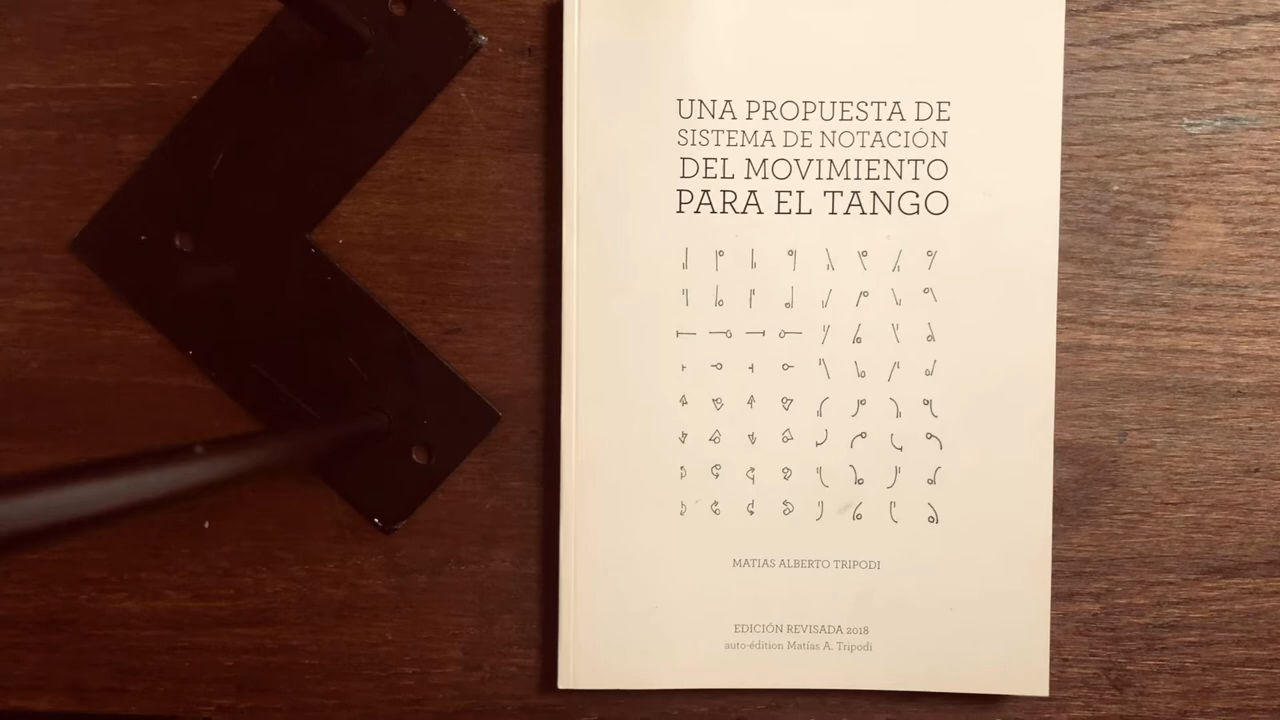 UNA PROPUESTA DE
SISTEMA DE NOTACIÓN
DEL MOVIMIENTO
PARA EL TANGO
MATIAS ALBERTO TRIPODI
EDICIÓN REVISADA 2018
auto-édition Matías A. Tripodi